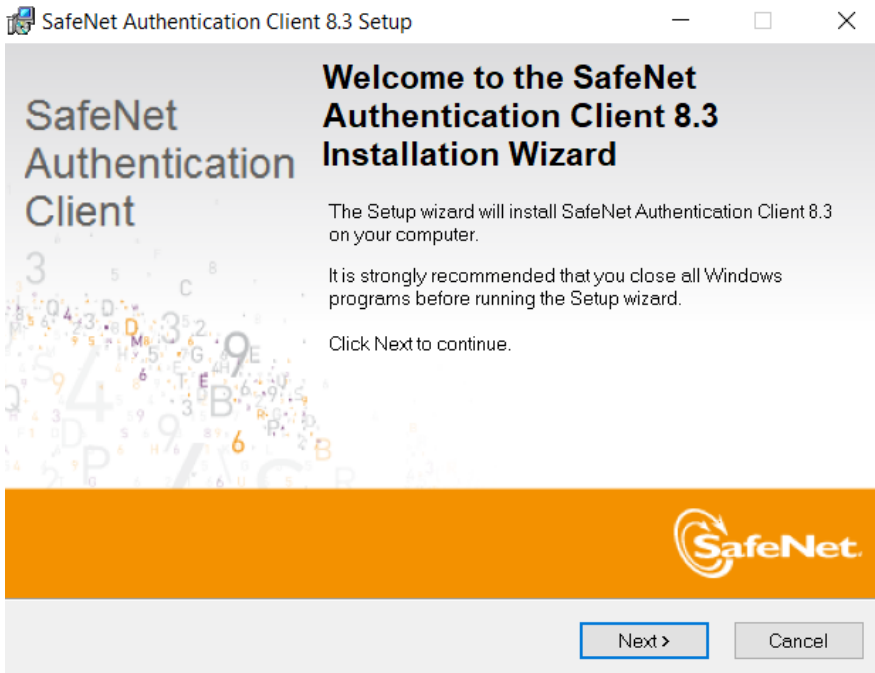 SafeNet Authentication Client 8.3 Setup
SafeNet
Authentication
Client
Welcome to the SafeNet
Authentication Client 8.3
Installation Wizard
The Setup wizard will install SafeNet Authentication Client 8.3
on your computer.
It is strongly recommended that you close all Windows
programs before running the Setup wizard.
Click Next to continue.
SafeNet.
Next >
Cancel